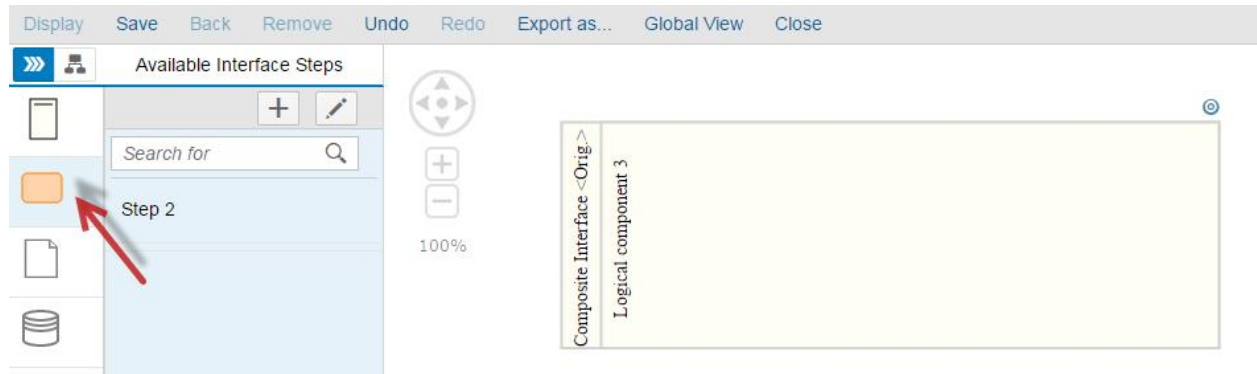 Display Save Back Remove Undo Redo Export as... Global View Close
Available Interface Steps
Search for
Step 2
100%
Composite Interface <Orig.>
Logical component 3